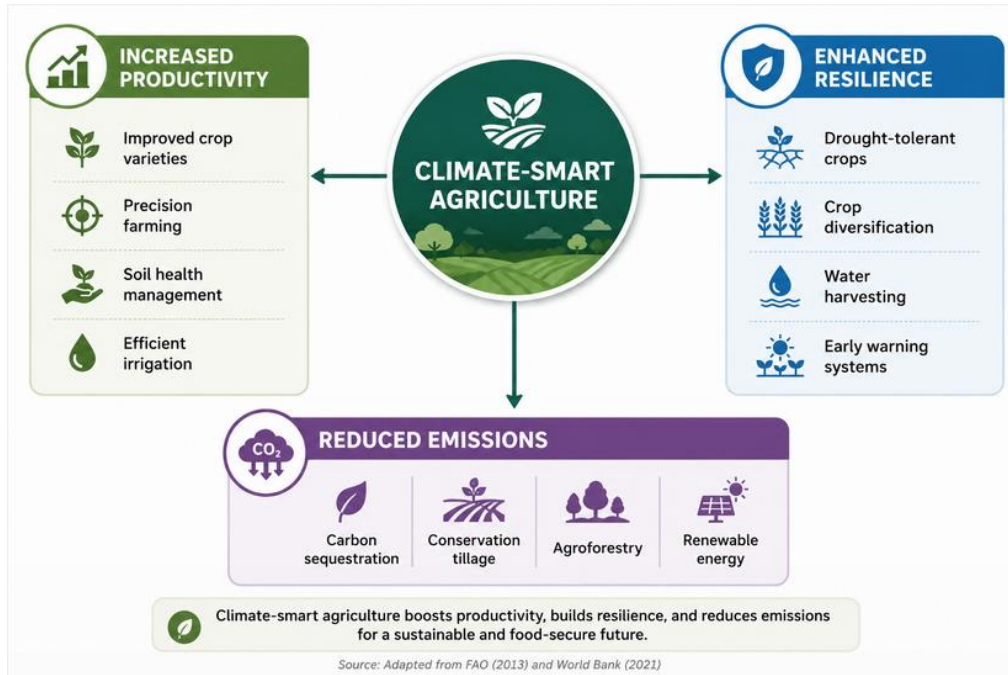 INCREASED
PRODUCTIVITY
Improved crop
varieties
Precision
farming
Soil health
management
Efficient
irrigation
CLIMATE-SMART
AGRICULTURE
ENHANCED
RESILIENCE
Drought-tolerant
crops
Crop
diversification
Water
harvesting
Early warning
systems
CO₂
REDUCED EMISSIONS
Carbon
sequestration
Conservation
tillage
Agroforestry
Renewable
energy
Climate-smart agriculture boosts productivity, builds resilience, and reduces emissions
for a sustainable and food-secure future.
Source: Adapted from FAO (2013) and World Bank (2021)